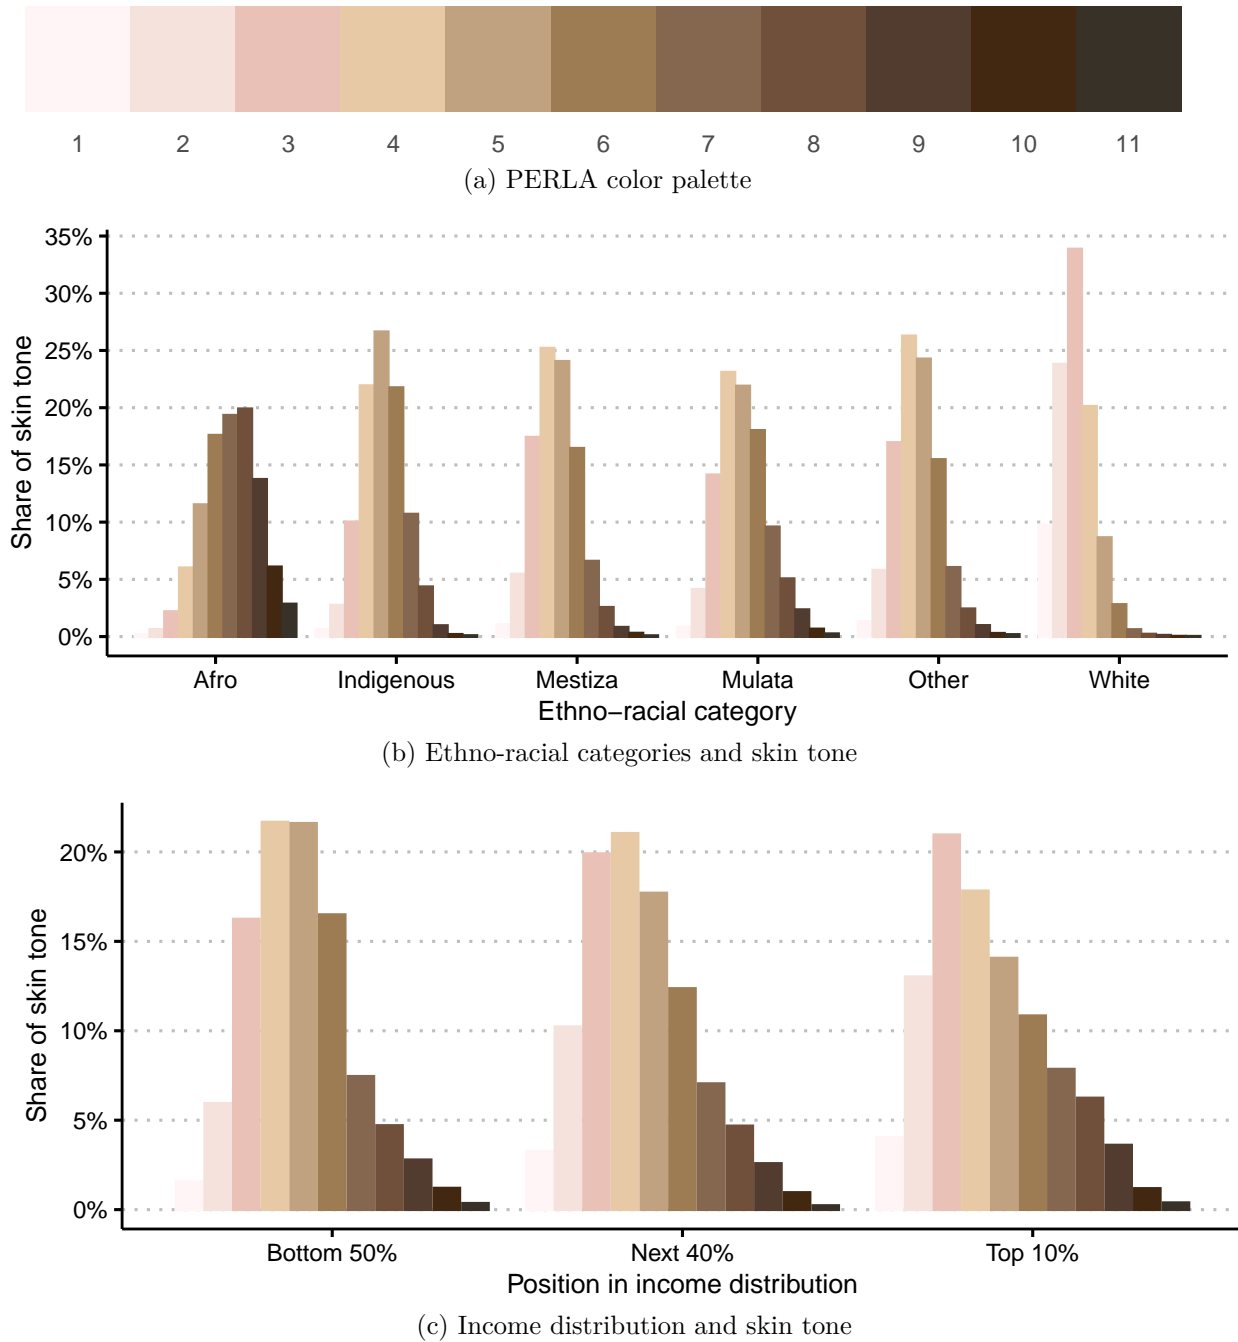 1 2 3 4 5 6 7 8 9 10 11
(a) PERLA color palette
Share of skin tone
35%
30%
25%
20%
15%
10%
5%
0%
Afro Indigenous Mestiza Mulata Other White
Ethno−racial category
(b) Ethno-racial categories and skin tone
Share of skin tone
20%
15%
10%
5%
0%
Bottom 50% Next 40% Top 10%
Position in income distribution
(c) Income distribution and skin tone